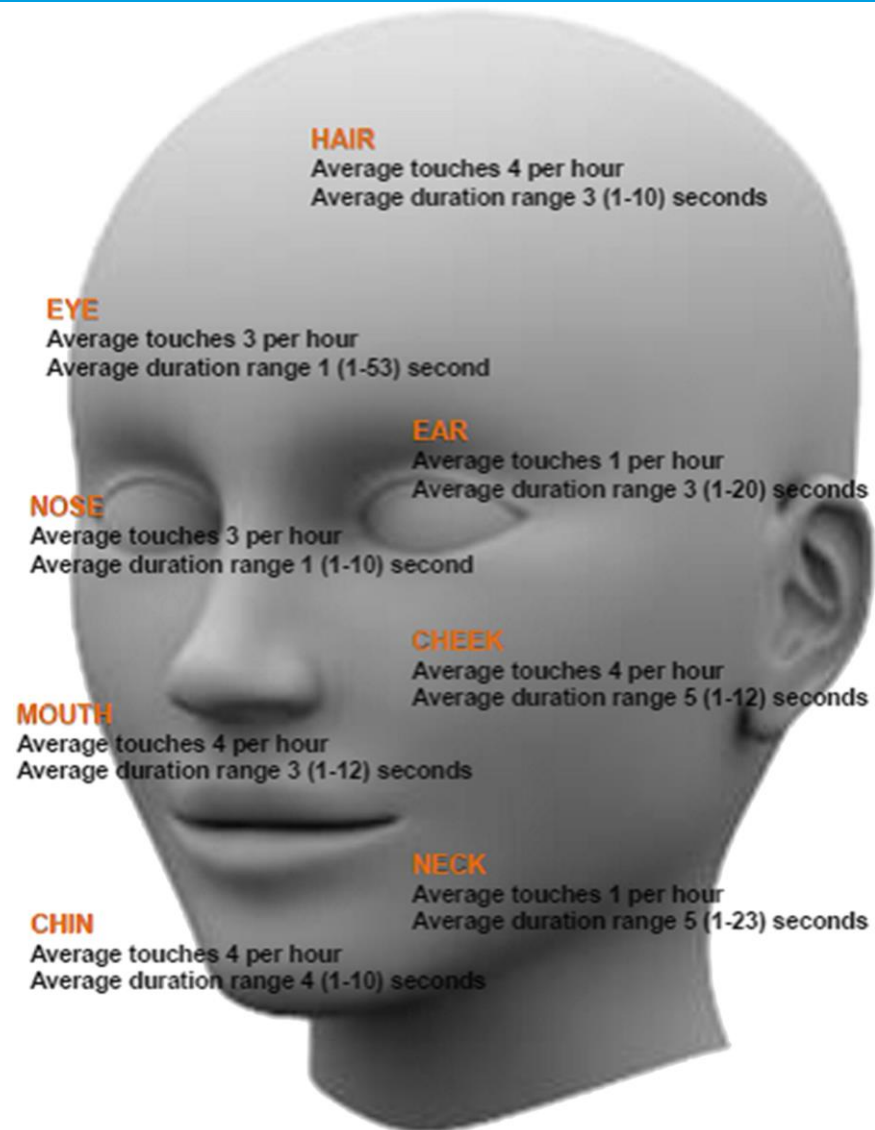 HAIR
Average touches 4 per hour
Average duration range 3 (1-10) seconds
EYE
Average touches 3 per hour
Average duration range 1 (1-53) second
EAR
Average touches 1 per hour
Average duration range 3 (1-20) seconds
NOSE
Average touches 3 per hour
Average duration range 1 (1-10) second
CHEEK
Average touches 4 per hour
Average duration range 5 (1-12) seconds
MOUTH
Average touches 4 per hour
Average duration range 3 (1-12) seconds
NECK
Average touches 1 per hour
Average duration range 5 (1-23) seconds
CHIN
Average touches 4 per hour
Average duration range 4 (1-10) seconds